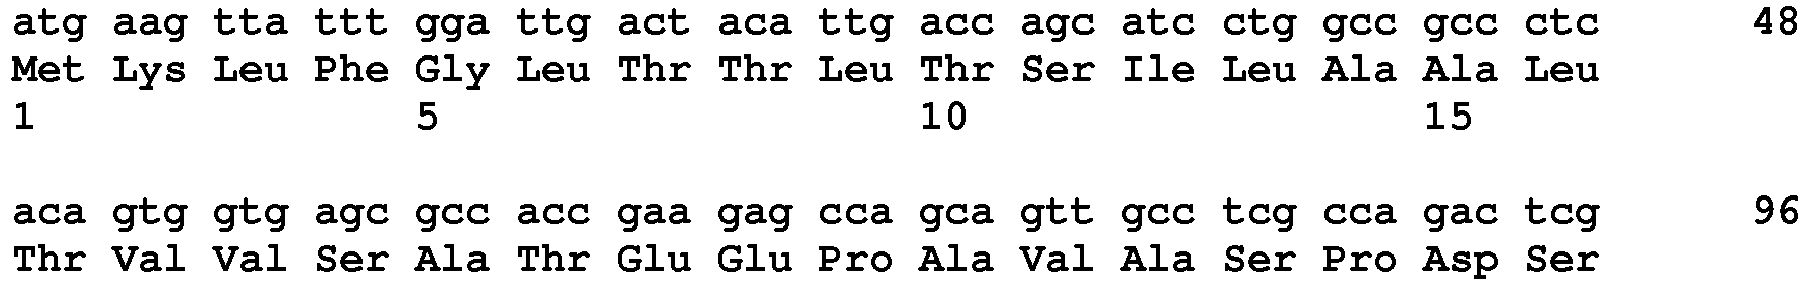 atg aag tta ttt gga ttg act aca ttg acc agc atc ctg gcc gcc ctc 48
Met Lys Leu Phe Gly Leu Thr Thr Leu Thr Ser Ile Leu Ala Ala Leu
1 5 10 15
aca gtg gtg agc gcc acc gaa gag cca gca gtt gcc tcg cca gac tcg 96
Thr Val Val Ser Ala Thr Glu Glu Pro Ala Val Ala Ser Pro Asp Ser